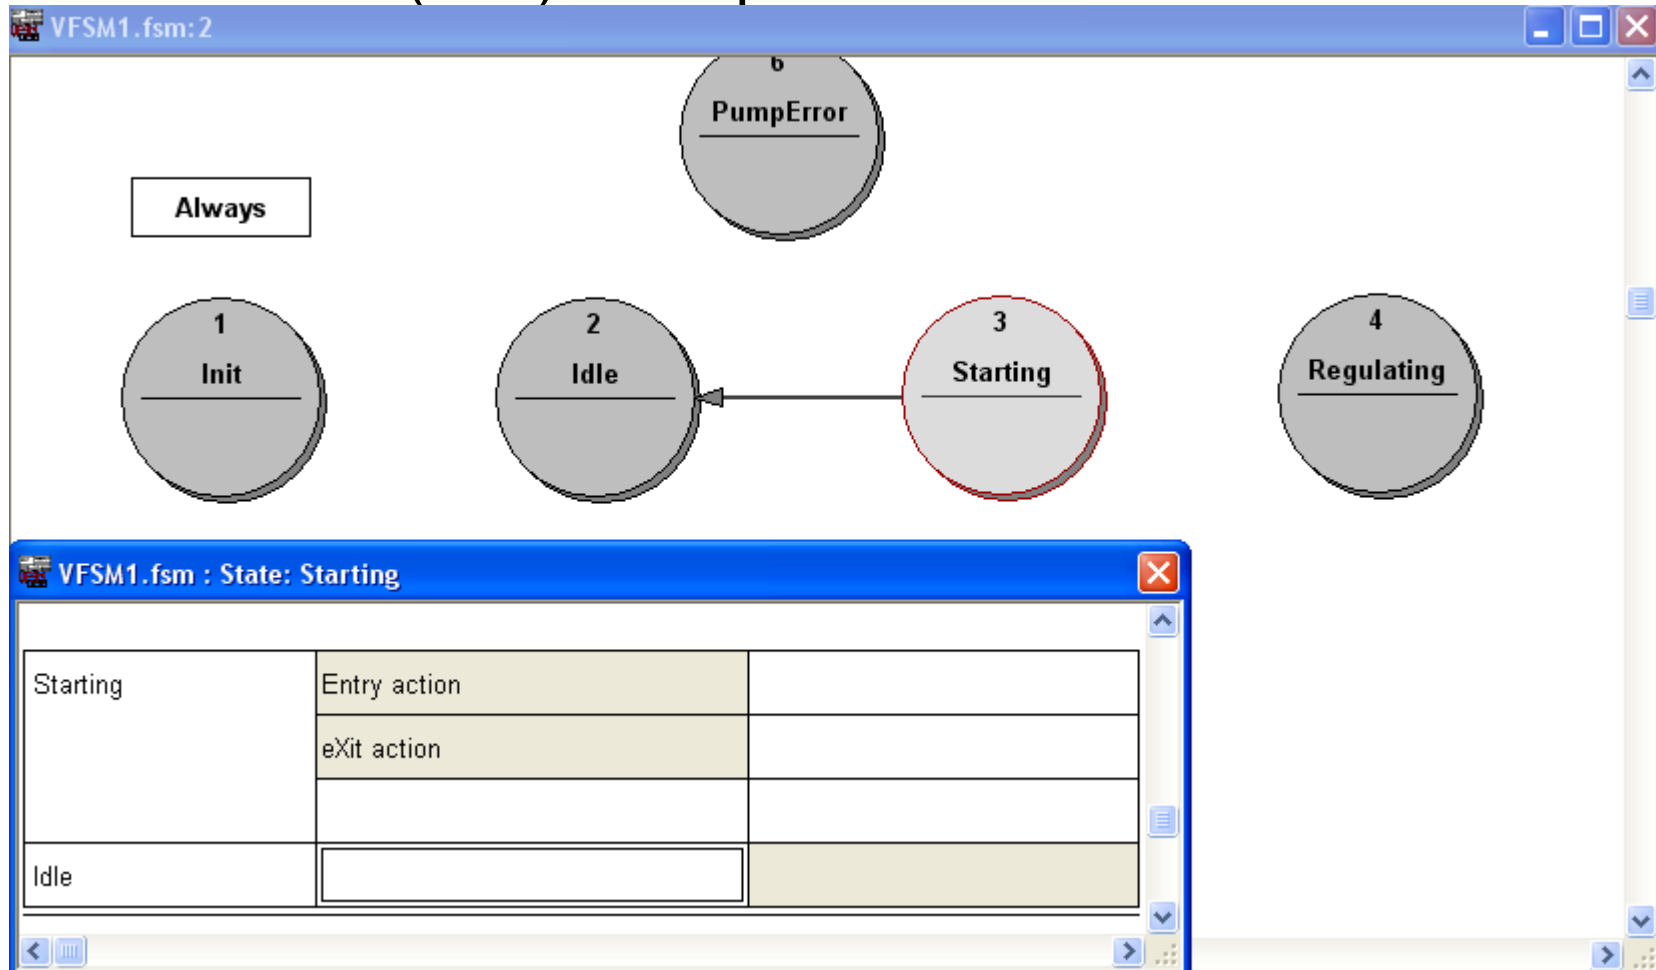 VFSM1.fsm:2
6
PumpError
Always
1
Init
2
Idle
3
Starting
4
Regulating
VFSM1.fsm : State: Starting
Starting
Entry action
eXit action
Idle